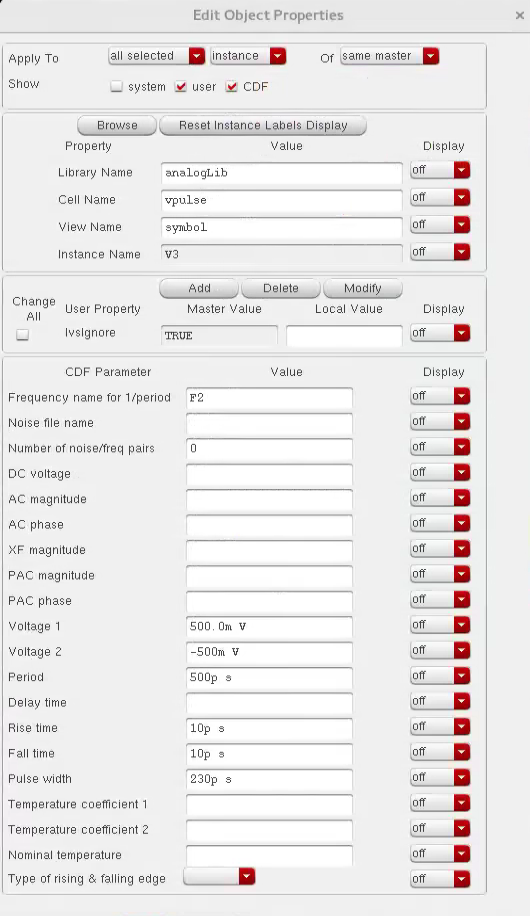 Edit Object Properties ×
Apply To all selected instance Of same master
Show system user CDF
Browse Reset Instance Labels Display
Property Value Display
Library Name analogLib off
Cell Name vpulse off
View Name symbol off
Instance Name V3 off
Add Delete Modify
Change All User Property Master Value Local Value Display
lvsIgnore TRUE off
CDF Parameter Value Display
Frequency name for 1/period F2 off
Noise file name off
Number of noise/freq pairs 0 off
DC voltage off
AC magnitude off
AC phase off
XF magnitude off
PAC magnitude off
PAC phase off
Voltage 1 500.0m V off
Voltage 2 -500m V off
Period 500p s off
Delay time off
Rise time 10p s off
Fall time 10p s off
Pulse width 230p s off
Temperature coefficient 1 off
Temperature coefficient 2 off
Nominal temperature off
Type of rising & falling edge off